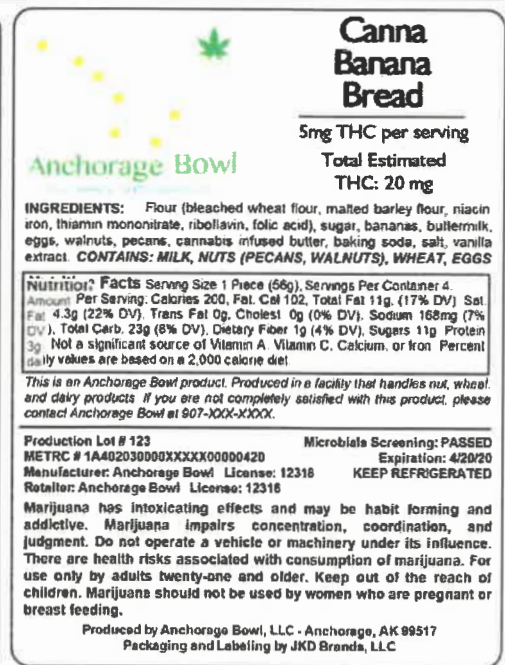 Canna
Banana
Bread
5mg THC per serving
Total Estimated
THC: 20 mg
Anchorage Bowl
INGREDIENTS: Flour (bleached wheat flour, malted barley flour, niacin
iron, thiamin mononitrate, riboflavin, folic acid), sugar, bananas, buttermilk,
eggs, walnuts, pecans, cannabis infused butter, baking soda, salt, vanilla
extract. CONTAINS: MILK, NUTS (PECANS, WALNUTS), WHEAT, EGGS
Nutrition Facts Serving Size 1 Piece (56g), Servings Per Container 4.
Amount Per Serving: Calories 200, Fat. Cal 102, Total Fat 11g. (17% DV) Sat.
Fat 4.3g (22% DV), Trans Fat 0g, Cholest 0g (0% DV). Sodium 168mg (7%
DV), Total Carb. 23g (8% DV), Dietary Fiber 1g (4% DV), Sugars 11g Protein
3g. Not a significant source of Vitamin A, Vitamin C, Calcium, or Iron Percent
daily values are based on a 2,000 calorie diet
This is an Anchorage Bowl product. Produced in a facility that handles nut, wheat,
and dairy products If you are not completely satisfied with this product, please
contact Anchorage Bowl at 907-XXX-XXXX.
Production Lot # 123 Microbials Screening: PASSED
METRC # 1A402030000XXXXX00000420 Expiration: 4/20/20
Manufacturer: Anchorage Bowl License: 12316 KEEP REFRIGERATED
Retailer: Anchorage Bowl License: 12316
Marijuana has intoxicating effects and may be habit forming and
addictive. Marijuana impairs concentration, coordination, and
judgment. Do not operate a vehicle or machinery under its influence.
There are health risks associated with consumption of marijuana. For
use only by adults twenty-one and older. Keep out of the reach of
children. Marijuana should not be used by women who are pregnant or
breast feeding.
Produced by Anchorage Bowl, LLC - Anchorage, AK 99517
Packaging and Labeling by JKD Brands, LLC